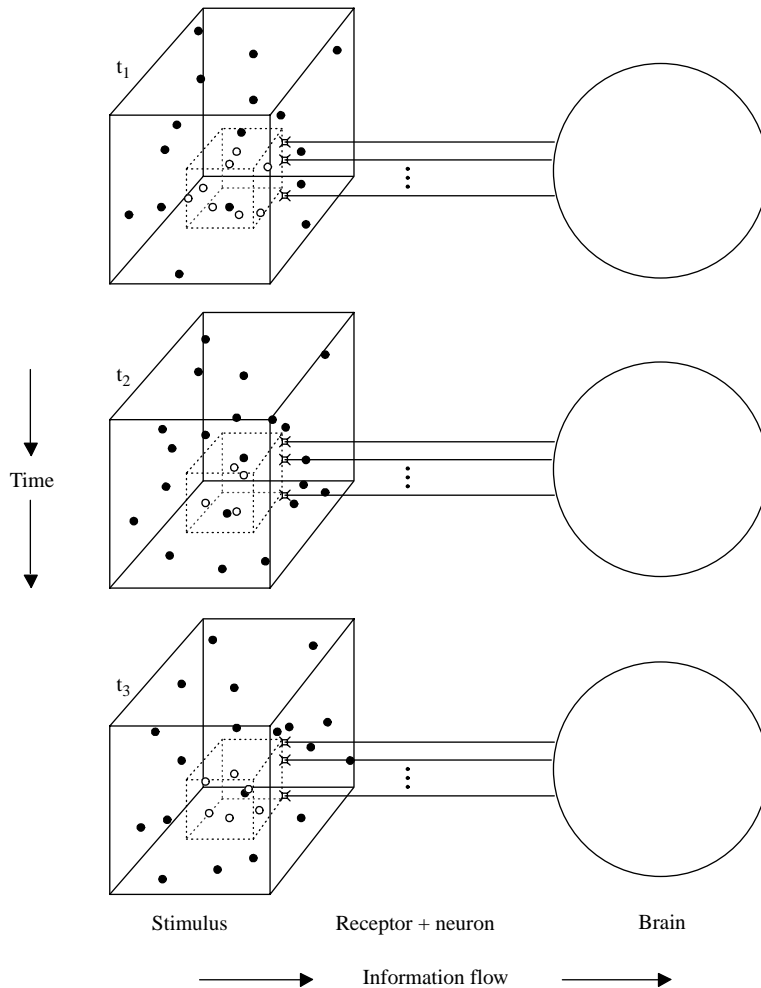 t1
t2
Time
t3
Stimulus
Receptor + neuron
Brain
Information flow